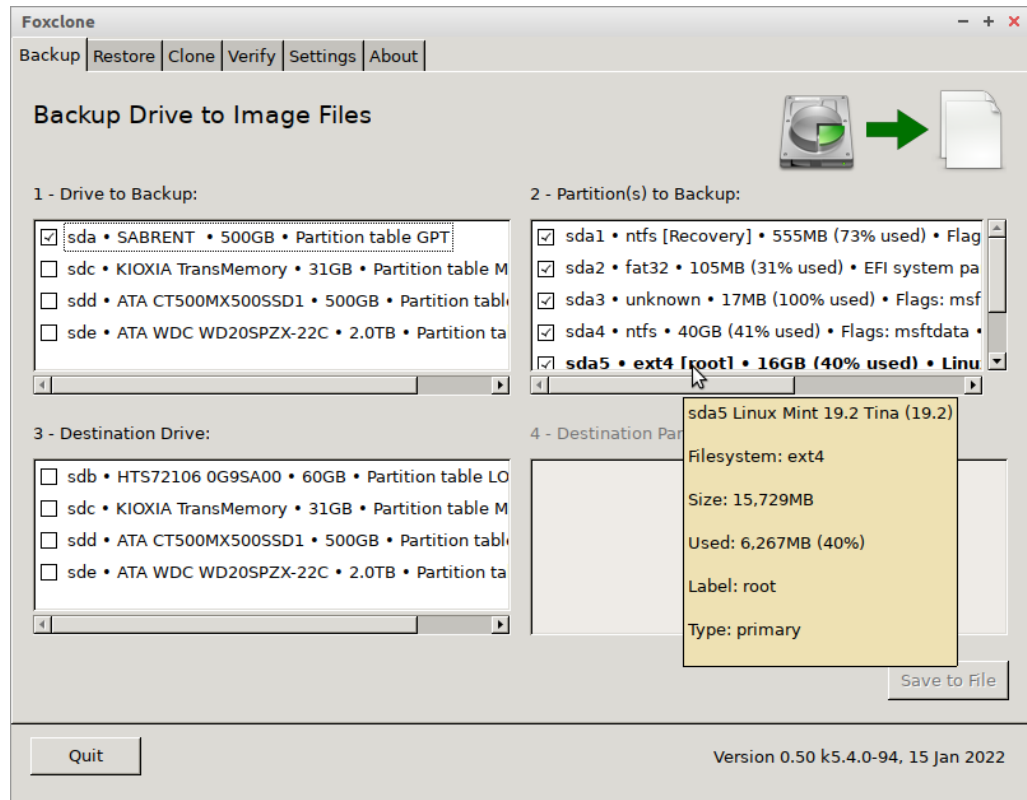 Foxclone
Backup Restore Clone Verify Settings About
Backup Drive to Image Files
1 - Drive to Backup:
sda • SABRENT • 500GB • Partition table GPT
sdc • KIOXIA TransMemory • 31GB • Partition table M
sdd • ATA CT500MX500SSD1 • 500GB • Partition tabl
sde • ATA WDC WD20SPZX-22C • 2.0TB • Partition ta
2 - Partition(s) to Backup:
sda1 • ntfs [Recovery] • 555MB (73% used) • Flag
sda2 • fat32 • 105MB (31% used) • EFI system pa
sda3 • unknown • 17MB (100% used) • Flags: msf
sda4 • ntfs • 40GB (41% used) • Flags: msftdata •
sda5 • ext4 [root] • 16GB (40% used) • Linu
3 - Destination Drive:
sdb • HTS72106 0G9SA00 • 60GB • Partition table LO
sdc • KIOXIA TransMemory • 31GB • Partition table M
sdd • ATA CT500MX500SSD1 • 500GB • Partition tabl
sde • ATA WDC WD20SPZX-22C • 2.0TB • Partition ta
4 - Destination Par
sda5 Linux Mint 19.2 Tina (19.2)
Filesystem: ext4
Size: 15,729MB
Used: 6,267MB (40%)
Label: root
Type: primary
Save to File
Quit
Version 0.50 k5.4.0-94, 15 Jan 2022